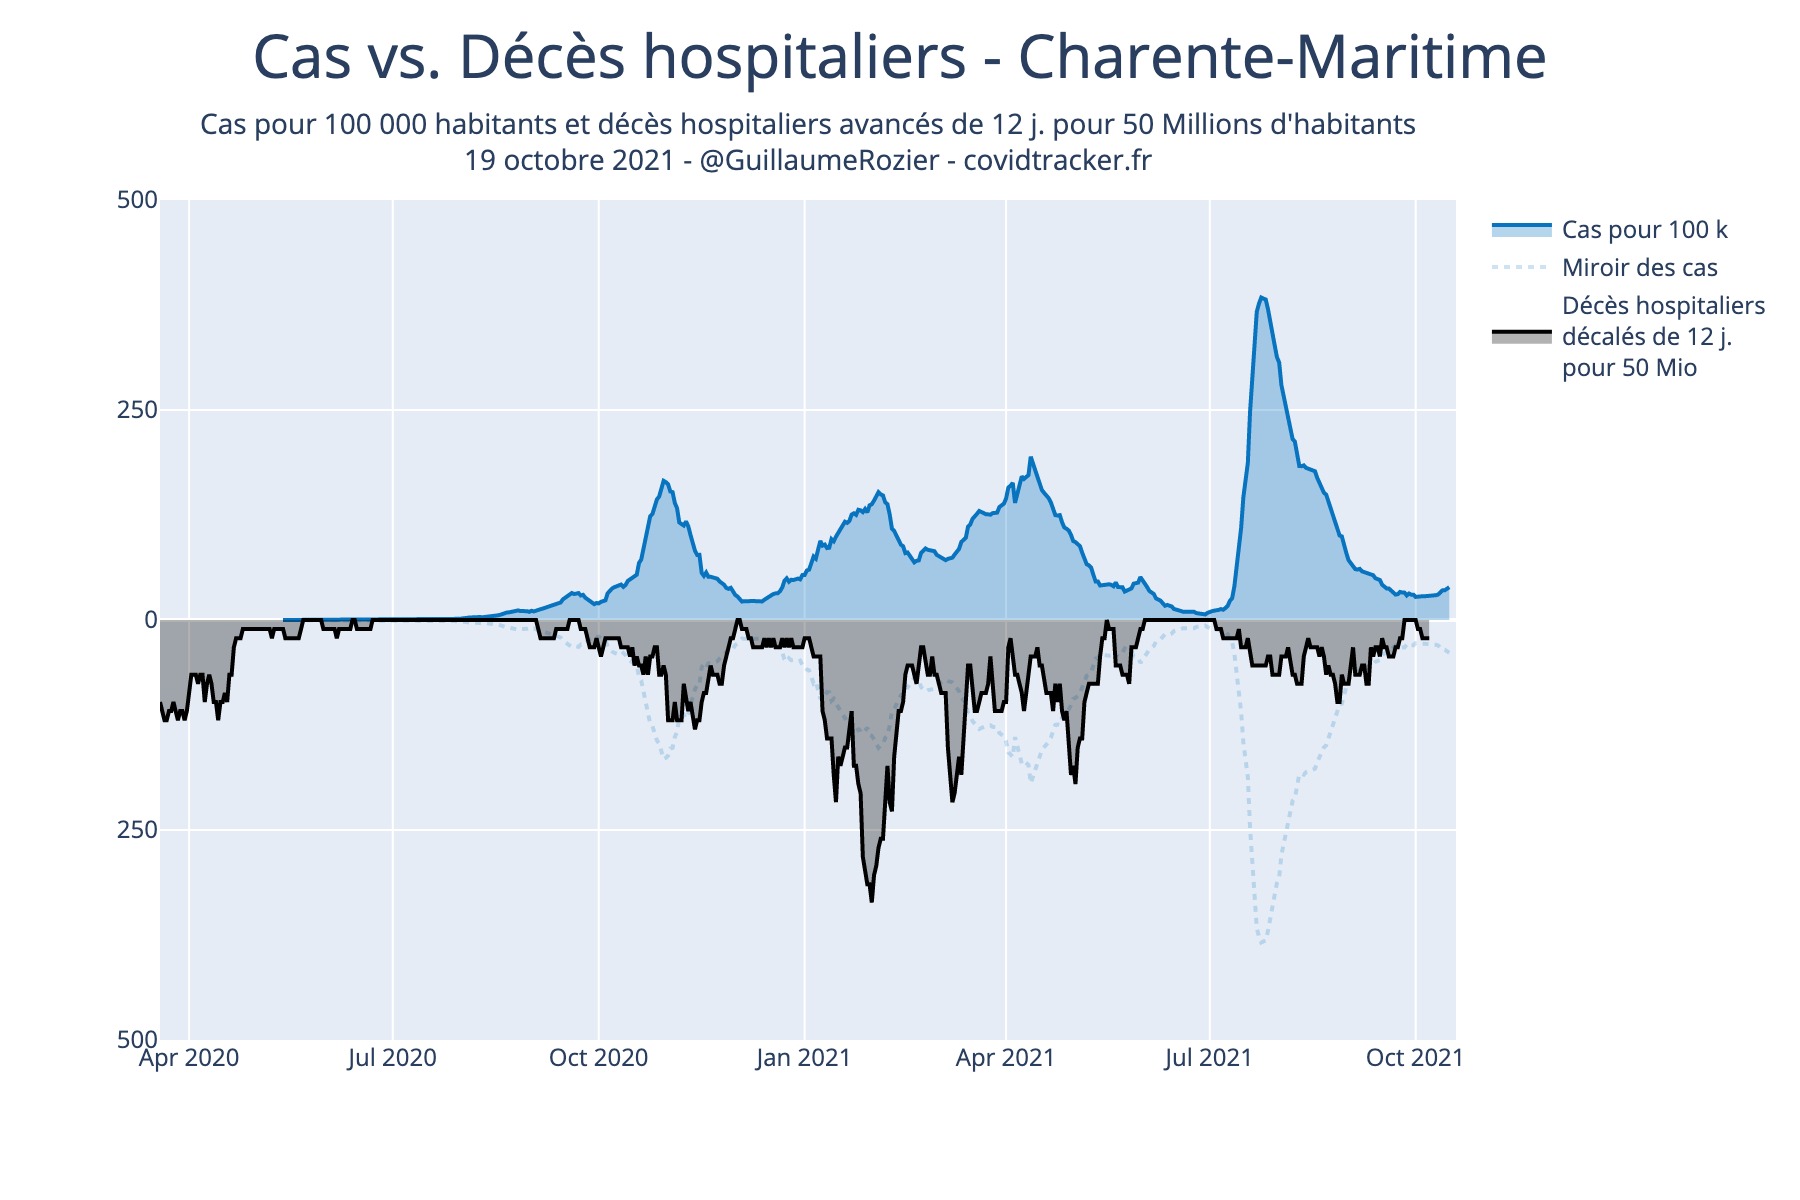 Cas vs. Décès hospitaliers - Charente-Maritime
Cas pour 100 000 habitants et décès hospitaliers avancés de 12 j. pour 50 Millions d'habitants
19 octobre 2021 - @GuillaumeRozier - covidtracker.fr
500
250
0
250
500
Apr 2020
Jul 2020
Oct 2020
Jan 2021
Apr 2021
Jul 2021
Oct 2021
Cas pour 100 k
Miroir des cas
Décès hospitaliers
décalés de 12 j.
pour 50 Mio